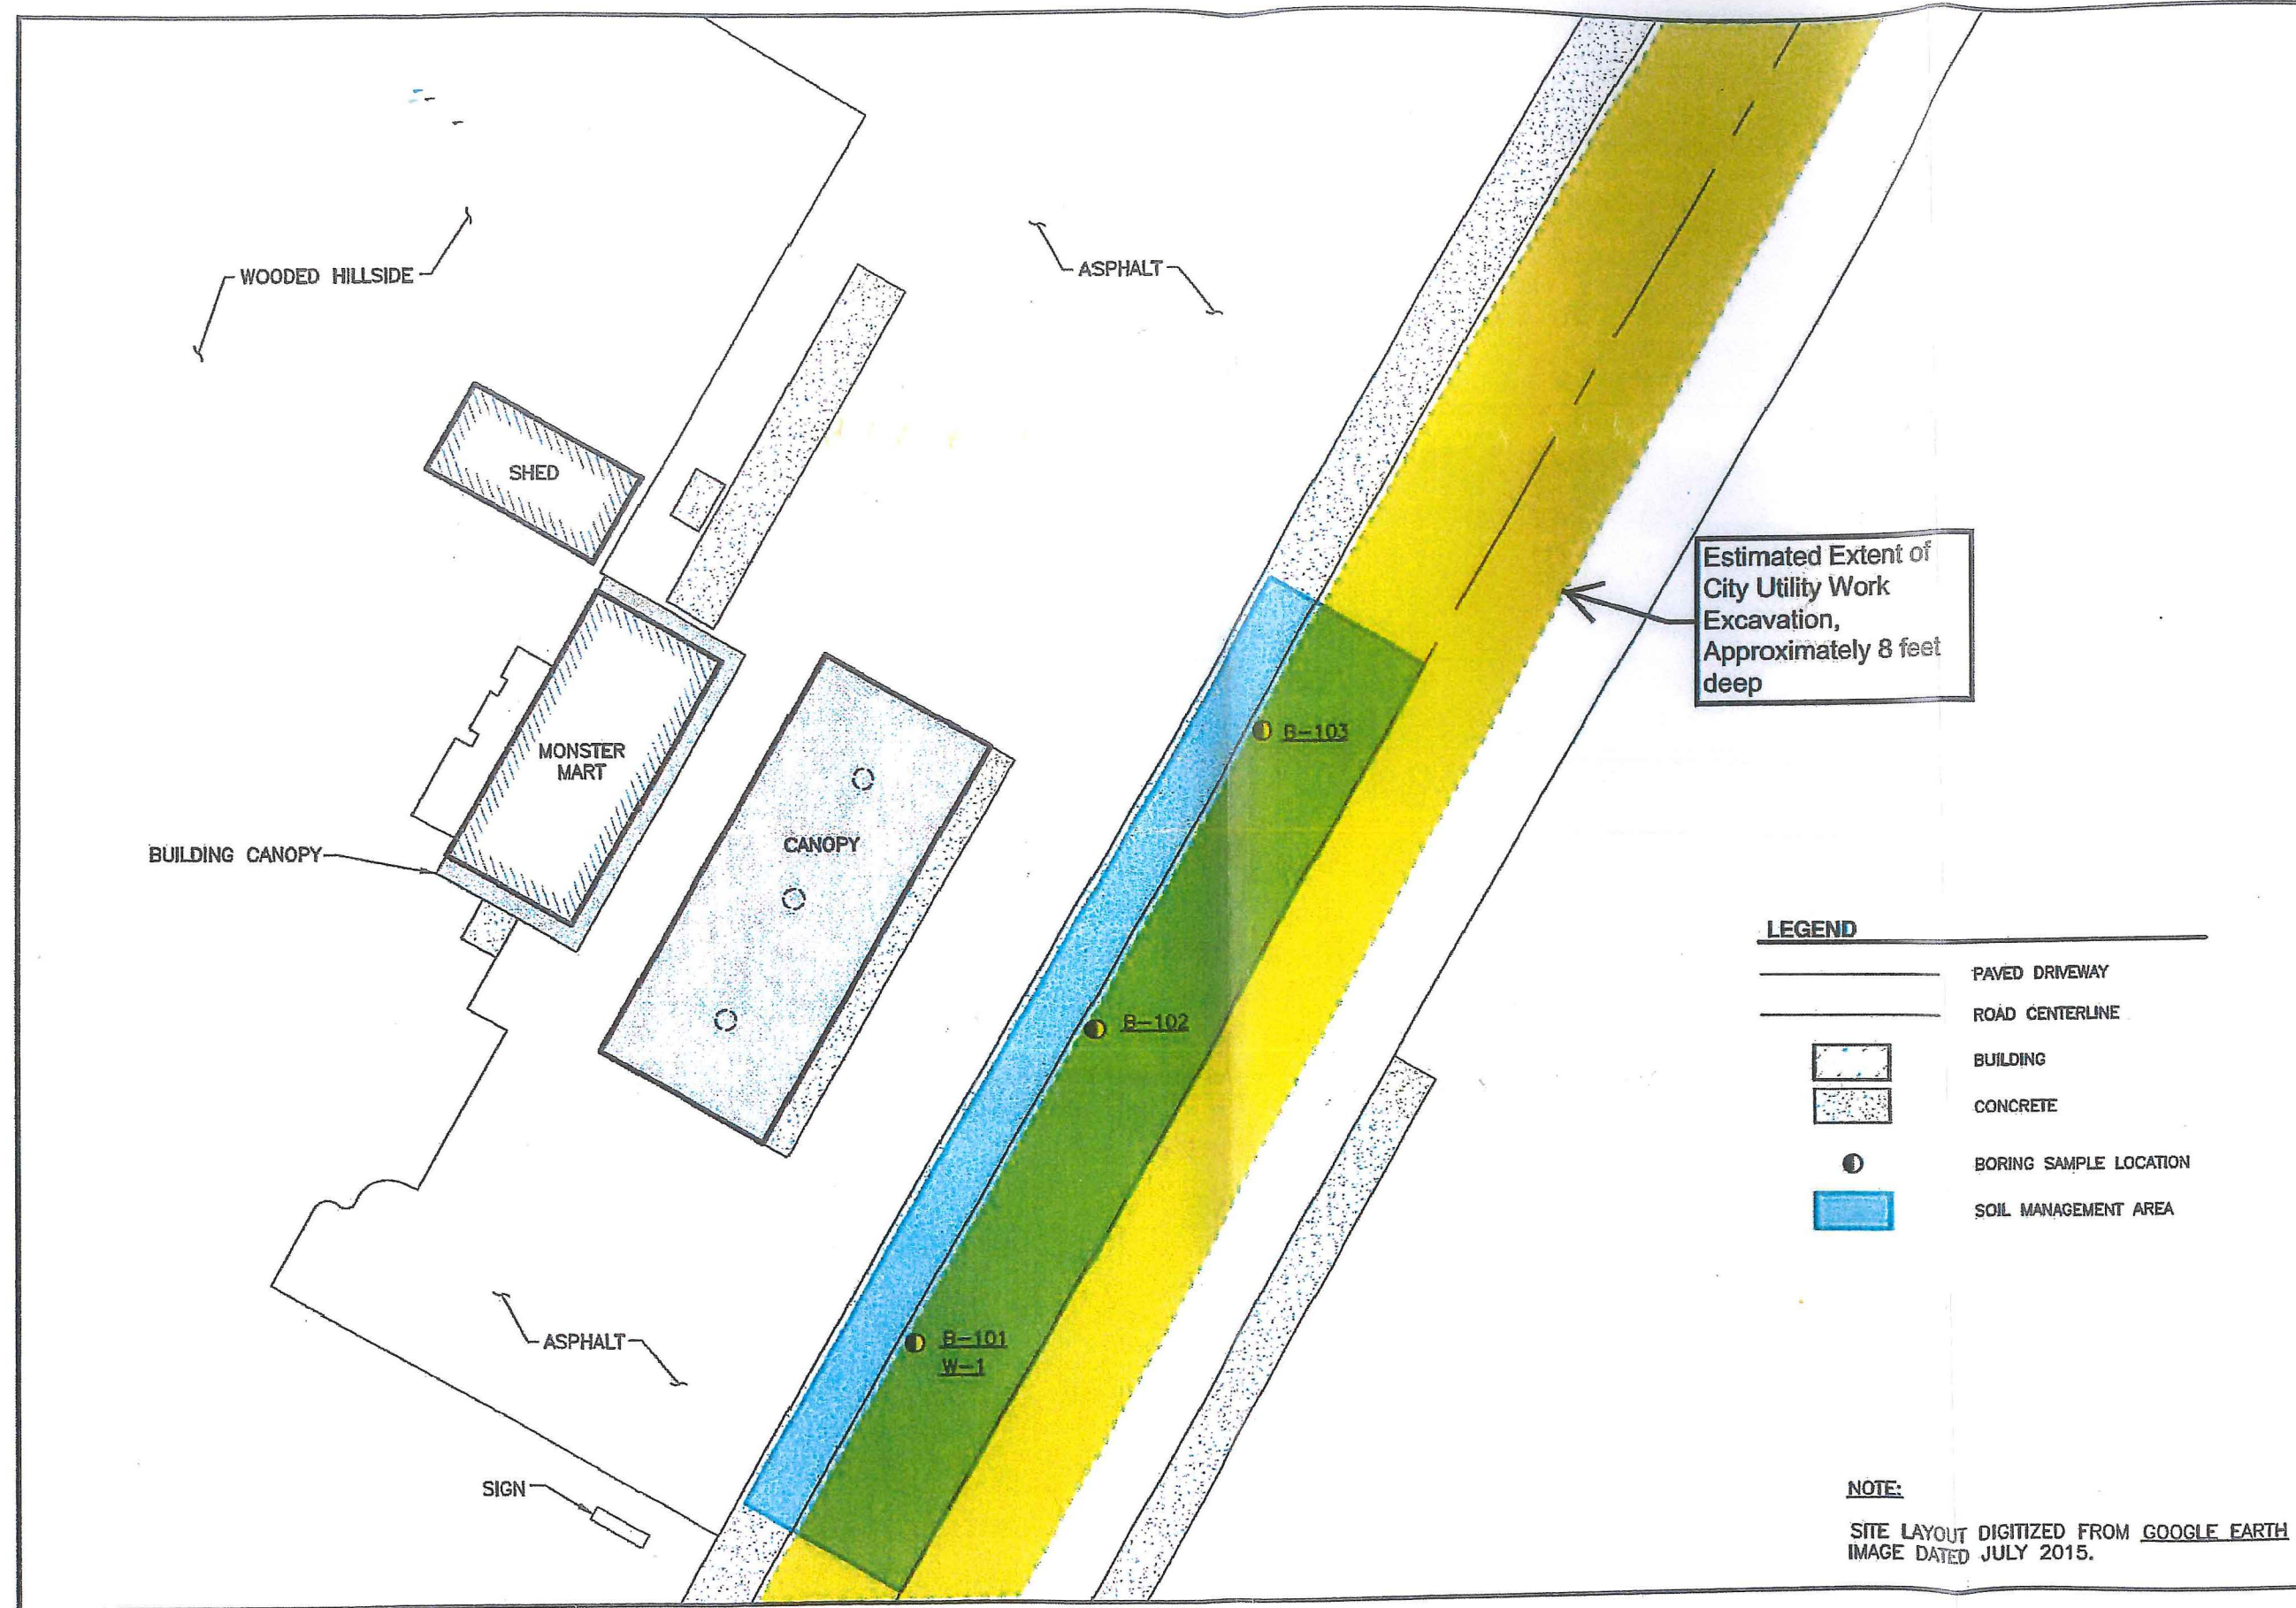 WOODED HILLSIDE
ASPHALT
SHED
Estimated Extent of
City Utility Work
Excavation,
Approximately 8 feet
deep
MONSTER
MART
B-103
CANOPY
BUILDING CANOPY
LEGEND
PAVED DRIVEWAY
ROAD CENTERLINE
BUILDING
CONCRETE
BORING SAMPLE LOCATION
SOIL MANAGEMENT AREA
B-102
B-101
W-1
ASPHALT
SIGN
NOTE:
SITE LAYOUT DIGITIZED FROM GOOGLE EARTH
IMAGE DATED JULY 2015.